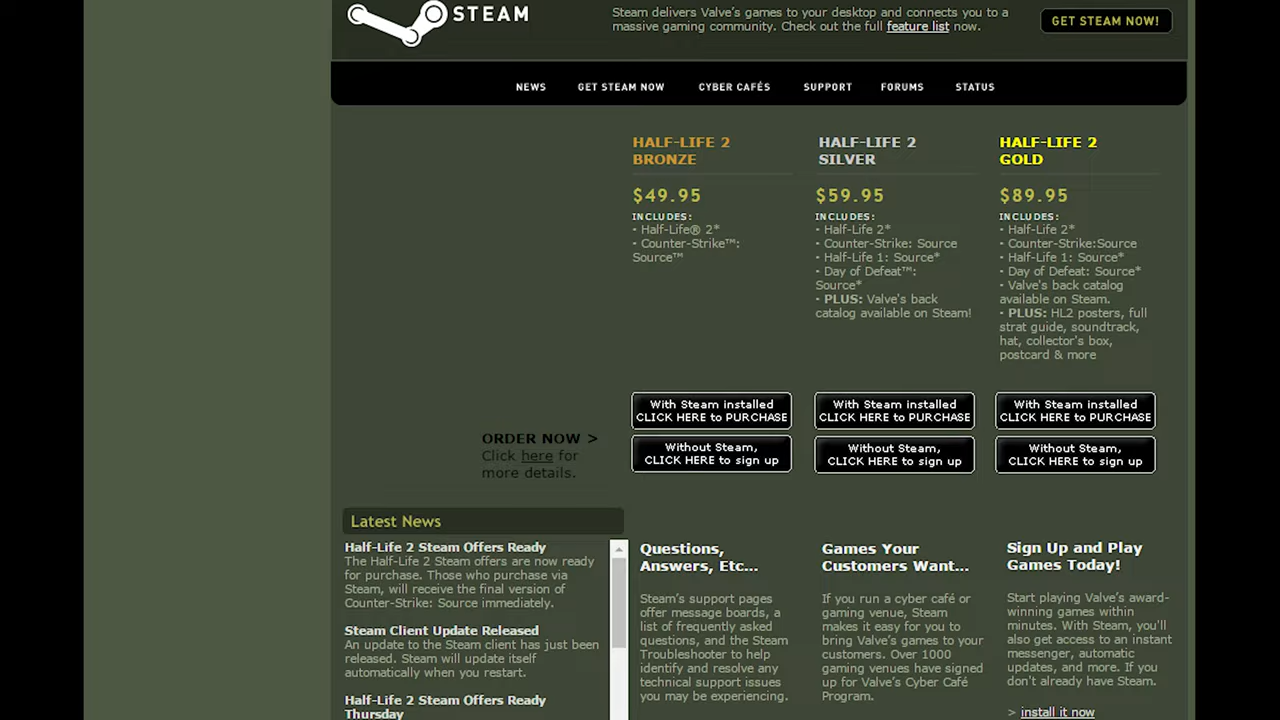 STEAM
Steam delivers Valve's games to your desktop and connects you to a
massive gaming community. Check out the full feature list now.
GET STEAM NOW!
NEWS GET STEAM NOW CYBER CAFÉS SUPPORT FORUMS STATUS
HALF-LIFE 2
BRONZE
$49.95
INCLUDES:
· Half-Life® 2*
· Counter-Strike™:
Source™
With Steam installed
CLICK HERE to PURCHASE
Without Steam,
CLICK HERE to sign up
HALF-LIFE 2
SILVER
$59.95
INCLUDES:
· Half-Life 2*
· Counter-Strike: Source
· Half-Life 1: Source*
· Day of Defeat™:
Source*
· PLUS: Valve's back
catalog available on Steam!
With Steam installed
CLICK HERE to PURCHASE
Without Steam,
CLICK HERE to sign up
HALF-LIFE 2
GOLD
$89.95
INCLUDES:
· Half-Life 2*
· Counter-Strike:Source
· Half-Life 1: Source*
· Day of Defeat: Source*
· Valve's back catalog
available on Steam.
· PLUS: HL2 posters, full
strat guide, soundtrack,
hat, collector's box,
postcard & more
With Steam installed
CLICK HERE to PURCHASE
Without Steam,
CLICK HERE to sign up
ORDER NOW >
Click here for
more details.
Latest News
Half-Life 2 Steam Offers Ready
The Half-Life 2 Steam offers are now ready
for purchase. Those who purchase via
Steam, will receive the final version of
Counter-Strike: Source immediately.
Steam Client Update Released
An update to the Steam client has just been
released. Steam will update itself
automatically when you restart.
Half-Life 2 Steam Offers Ready
Thursday
Questions,
Answers, Etc...
Steam's support pages
offer message boards, a
list of frequently asked
questions, and the Steam
Troubleshooter to help
identify and resolve any
technical support issues
you may be experiencing.
Games Your
Customers Want...
If you run a cyber café or
gaming venue, Steam
makes it easy for you to
bring Valve's games to your
customers. Over 1000
gaming venues have signed
up for Valve's Cyber Café
Program.
Sign Up and Play
Games Today!
Start playing Valve's award-
winning games within
minutes. With Steam, you'll
also get access to an instant
messenger, automatic
updates, and more. If you
don't already have Steam.
> install it now